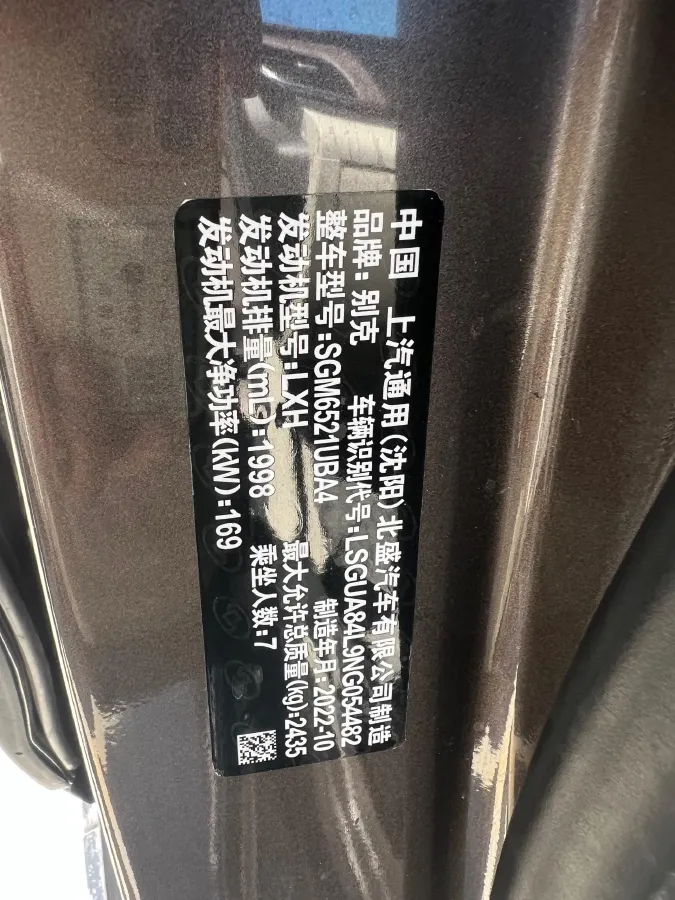 中国 上汽通用(沈阳)北盛汽车有限公司制造
品牌:别克 车辆识别代号:LSGUA84L9NG054482
整车型号:SGM6521UBA4 制造年月:2022-10
发动机型号:LXH 最大允许总质量(kg):2435
发动机排量(mL):1998 乘坐人数:7
发动机最大净功率(kW):169